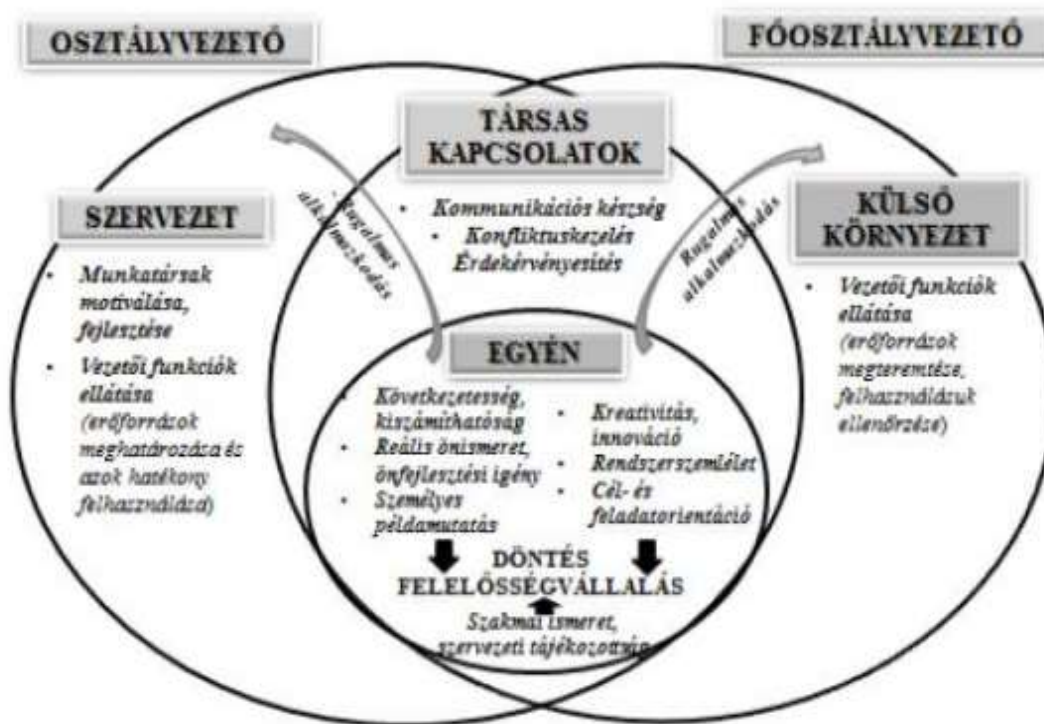 OSZTÁLYVEZETŐ
FŐOSZTÁLYVEZETŐ
TÁRSAS
KAPCSOLATOK
• Kommunikációs készség
• Konfliktuskezelés
Érdekérvényesítés
Rugalmas
alkalmazkodás
Rugalmas
alkalmazkodás
SZERVEZET
• Munkatársak
motiválása,
fejlesztése
• Vezetői funkciók
ellátása
(erőforrások
meghatározása és
azok hatékony
felhasználása)
KÜLSŐ
KÖRNYEZET
• Vezetői funkciók
ellátása
(erőforrások
megteremtése,
felhasználásuk
ellenőrzése)
EGYÉN
• Következetesség,
kiszámíthatóság
• Reális önismeret,
önfejlesztési igény
• Személyes
példamutatás
• Kreativitás,
innováció
• Rendszerszemlélet
• Cél- és
feladatorientáció
DÖNTÉS
FELELŐSSÉGVÁLLALÁS
Szakmai ismeret,
szervezeti tájékozottság